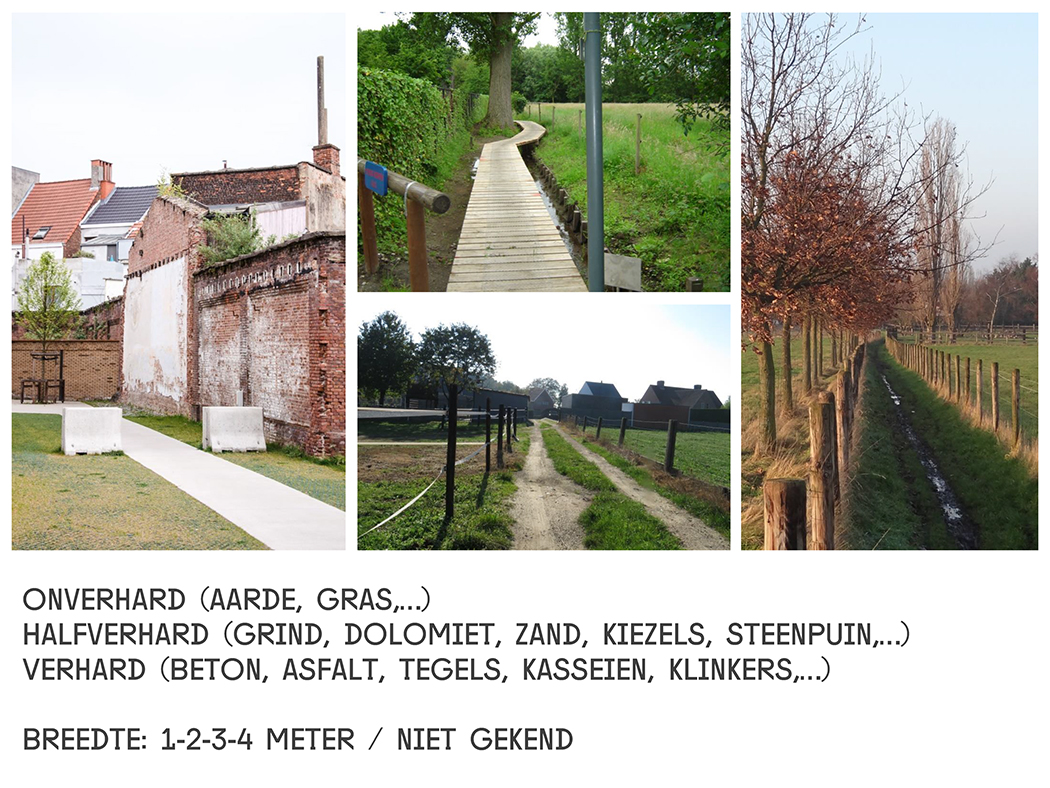 ONVERHARD (AARDE, GRAS,...)
HALFVERHARD (GRIND, DOLOMIET, ZAND, KIEZELS, STEENPUIN,...)
VERHARD (BETON, ASFALT, TEGELS, KASSEIEN, KLINKERS,...)
BREEDTE: 1-2-3-4 METER / NIET GEKEND